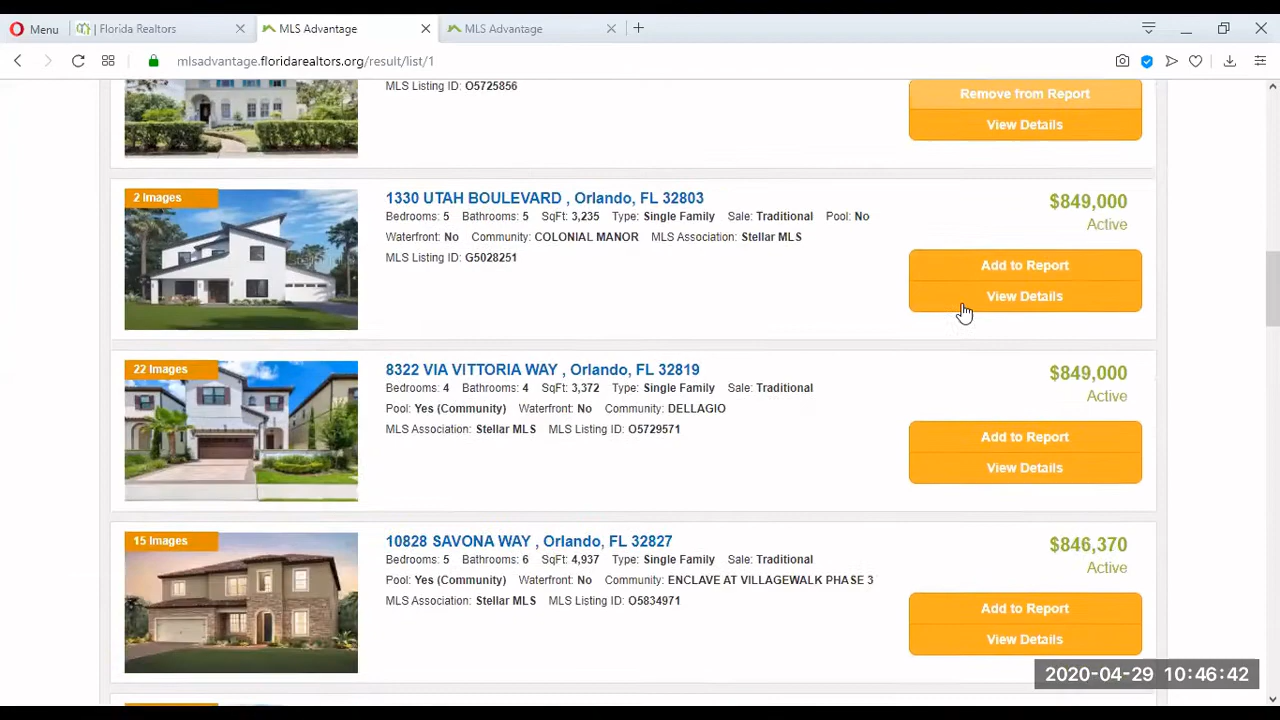 Menu
Florida Realtors
MLS Advantage
MLS Advantage
mlsadvantage.floridarealtors.org/result/list/1
MLS Listing ID: O5725856
Remove from Report
View Details
2 Images
1330 UTAH BOULEVARD , Orlando, FL 32803
$849,000
Bedrooms: 5 Bathrooms: 5 SqFt: 3,235 Type: Single Family Sale: Traditional Pool: No
Active
Waterfront: No Community: COLONIAL MANOR MLS Association: Stellar MLS
MLS Listing ID: G5028251
Add to Report
View Details
22 Images
8322 VIA VITTORIA WAY , Orlando, FL 32819
$849,000
Bedrooms: 4 Bathrooms: 4 SqFt: 3,372 Type: Single Family Sale: Traditional
Active
Pool: Yes (Community) Waterfront: No Community: DELLAGIO
MLS Association: Stellar MLS MLS Listing ID: O5729571
Add to Report
View Details
15 Images
10828 SAVONA WAY , Orlando, FL 32827
$846,370
Bedrooms: 5 Bathrooms: 6 SqFt: 4,937 Type: Single Family Sale: Traditional
Active
Pool: Yes (Community) Waterfront: No Community: ENCLAVE AT VILLAGEWALK PHASE 3
MLS Association: Stellar MLS MLS Listing ID: O5834971
Add to Report
View Details
2020-04-29 10:46:42